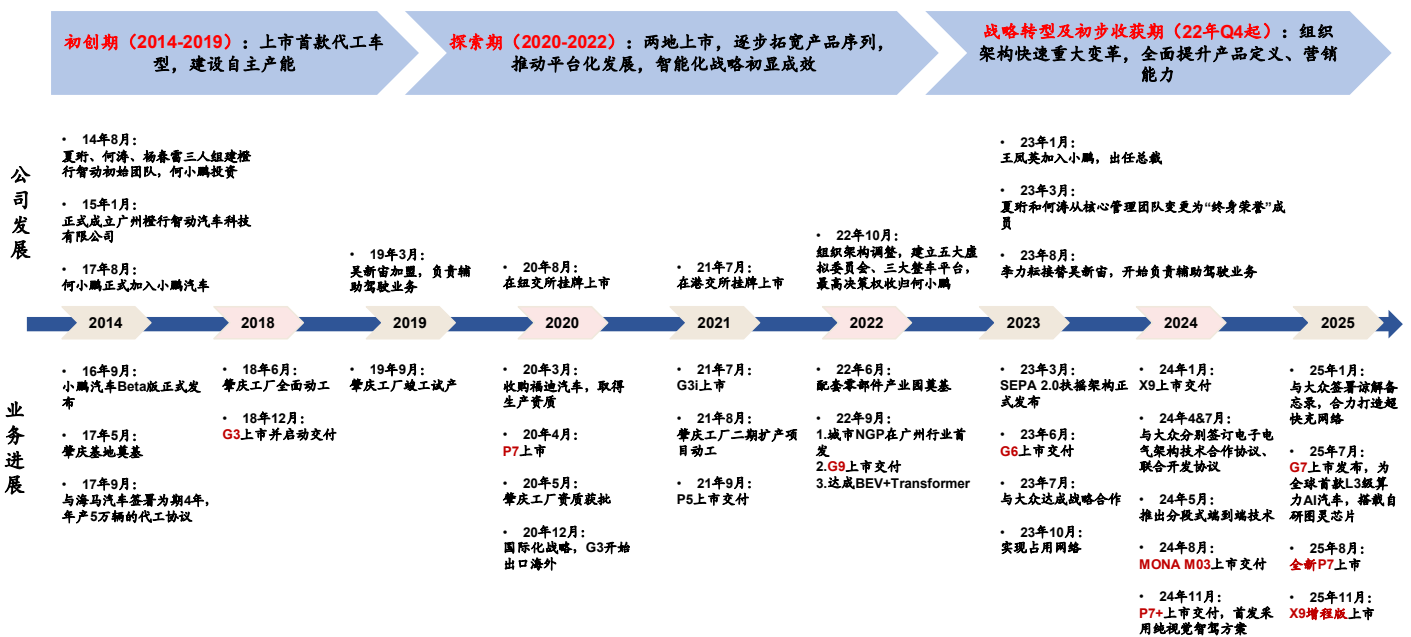 初创期（2014-2019）：上市首款代工车
型，建设自主产能
探索期（2020-2022）：两地上市，逐步拓宽产品序列，
推动平台化发展，智能化战略初显成效
战略转型及初步收获期（22年Q4起）：组织
架构快速重大变革，全面提升产品定义、营销
能力
公司发展
• 14年8月：
夏珩、何涛、杨春雷三人组建橙
行智动初始团队，何小鹏投资
• 15年1月：
正式成立广州橙行智动汽车科技
有限公司
• 17年8月：
何小鹏正式加入小鹏汽车
• 19年3月：
吴新宙加盟，负责辅
助驾驶业务
• 20年8月：
在纽交所挂牌上市
• 21年7月：
在港交所挂牌上市
• 22年10月：
组织架构调整，建立五大虚
拟委员会、三大整车平台，
最高决策权收归何小鹏
• 23年1月：
王凤英加入小鹏，出任总裁
• 23年3月：
夏珩和何涛从核心管理团队变更为“终身荣誉”成
员
• 23年8月：
李力耘接替吴新宙，开始负责辅助驾驶业务
2014
2018
2019
2020
2021
2022
2023
2024
2025
业务进展
• 16年9月：
小鹏汽车Beta版正式发
布
• 17年5月：
肇庆基地奠基
• 17年9月：
与海马汽车签署为期4年，
年产5万辆的代工协议
• 18年6月：
肇庆工厂全面动工
• 18年12月：
G3上市并启动交付
• 19年9月：
肇庆工厂竣工试产
• 20年3月：
收购福迪汽车，取得
生产资质
• 20年4月：
P7上市
• 20年5月：
肇庆工厂资质获批
• 20年12月：
国际化战略，G3开始
出口海外
• 21年7月：
G3i上市
• 21年8月：
肇庆工厂二期扩产项
目动工
• 21年9月：
P5上市交付
• 22年6月：
配套零部件产业园奠基
• 22年9月：
1.城市NGP在广州行业首
发
2.G9上市交付
3.达成BEV+Transformer
• 23年3月：
SEPA 2.0扶摇架构正
式发布
• 23年6月：
G6上市交付
• 23年7月：
与大众达成战略合作
• 23年10月：
实现占用网络
• 24年1月：
X9上市交付
• 24年4&7月：
与大众分别签订电子电
气架构技术合作协议、
联合开发协议
• 24年5月：
推出分段式端到端技术
• 24年8月：
MONA M03上市交付
• 24年11月：
P7+上市交付，首发采
用纯视觉智驾方案
• 25年1月：
与大众签署谅解备
忘录，合力打造超
快充网络
• 25年7月：
G7上市发布，为
全球首款L3级算
力AI汽车，搭载自
研图灵芯片
• 25年8月：
全新P7上市
• 25年11月：
X9增程版上市